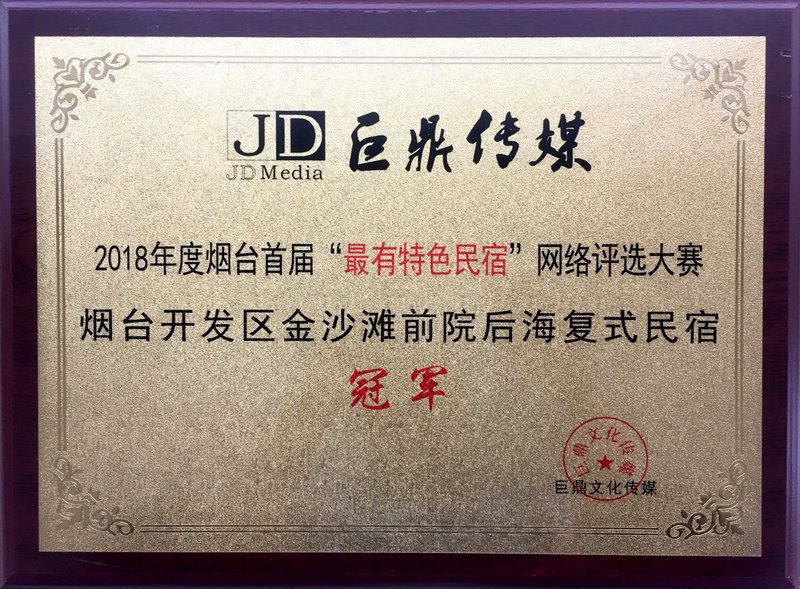 JD 巨鼎传媒
JD Media
2018年度烟台首届“最有特色民宿”网络评选大赛
烟台开发区金沙滩前院后海复式民宿
冠军
巨鼎文化传媒
巨鼎文化传媒